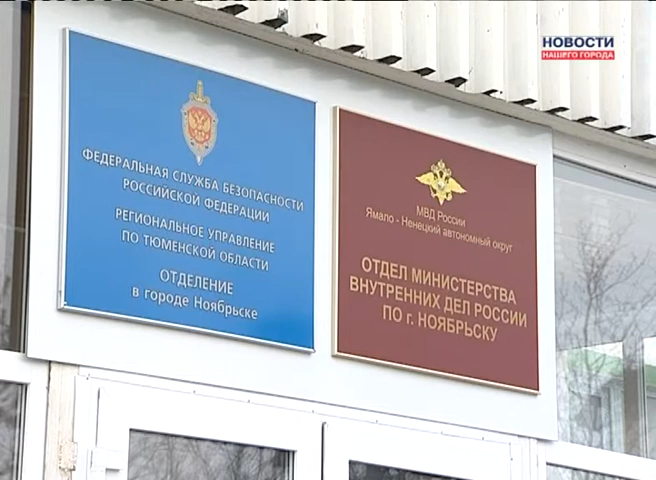 НОВОСТИ
НАШЕГО ГОРОДА
ФЕДЕРАЛЬНАЯ СЛУЖБА БЕЗОПАСНОСТИ
РОССИЙСКОЙ ФЕДЕРАЦИИ
РЕГИОНАЛЬНОЕ УПРАВЛЕНИЕ
ПО ТЮМЕНСКОЙ ОБЛАСТИ
ОТДЕЛЕНИЕ
в городе Ноябрьске
МВД России
Ямало - Ненецкий автономный округ
ОТДЕЛ МИНИСТЕРСТВА
ВНУТРЕННИХ ДЕЛ РОССИИ
ПО г. НОЯБРЬСКУ